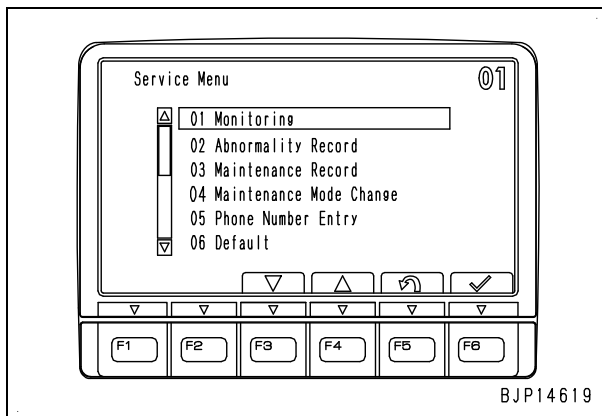 Service Menu 01
01 Monitoring
02 Abnormality Record
03 Maintenance Record
04 Maintenance Mode Change
05 Phone Number Entry
06 Default
F1 F2 F3 F4 F5 F6
BJP14619